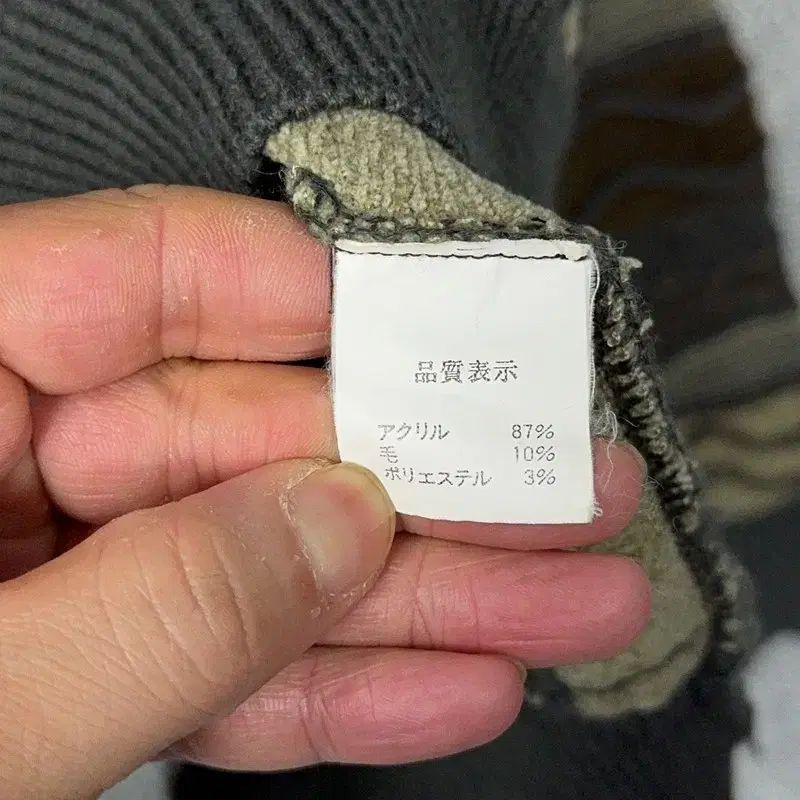 品質表示
アクリル 87%
毛 10%
ポリエステル 3%